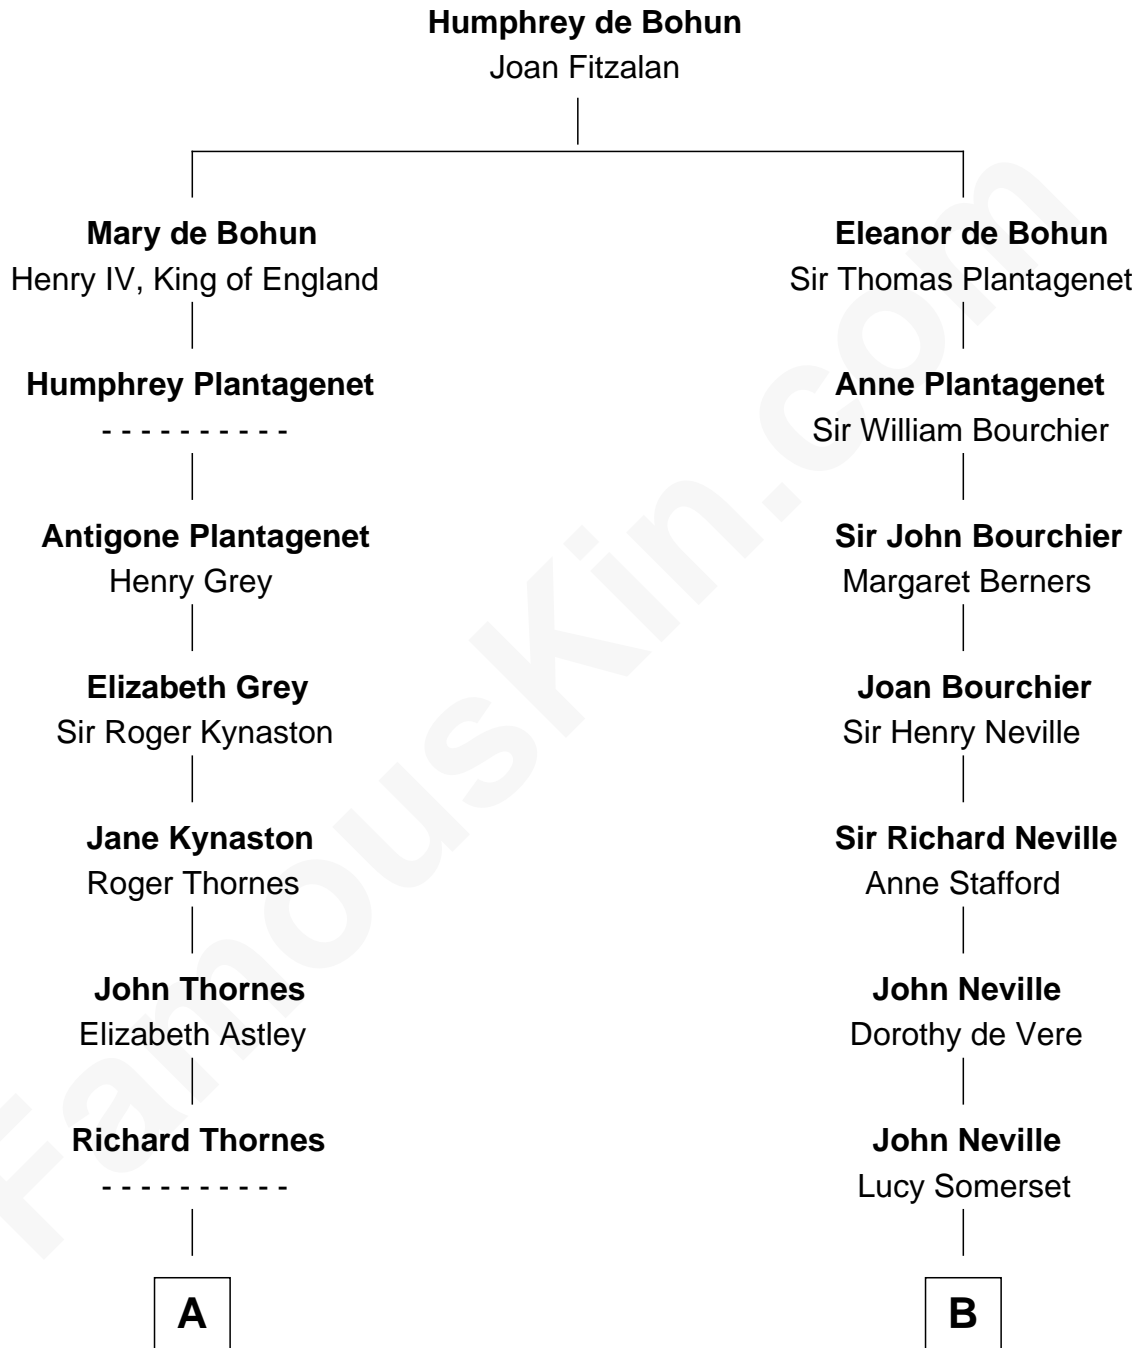 Humphrey de Bohun
Joan Fitzalan
Mary de Bohun
Henry IV, King of England
Eleanor de Bohun
Sir Thomas Plantagenet
Humphrey Plantagenet
- - - - - - - - - -
Anne Plantagenet
Sir William Bourchier
Antigone Plantagenet
Henry Grey
Sir John Bourchier
Margaret Berners
Elizabeth Grey
Sir Roger Kynaston
Joan Bourchier
Sir Henry Neville
Jane Kynaston
Roger Thornes
Sir Richard Neville
Anne Stafford
John Thornes
Elizabeth Astley
John Neville
Dorothy de Vere
Richard Thornes
- - - - - - - - - -
John Neville
Lucy Somerset
A
B
FamousKin.com